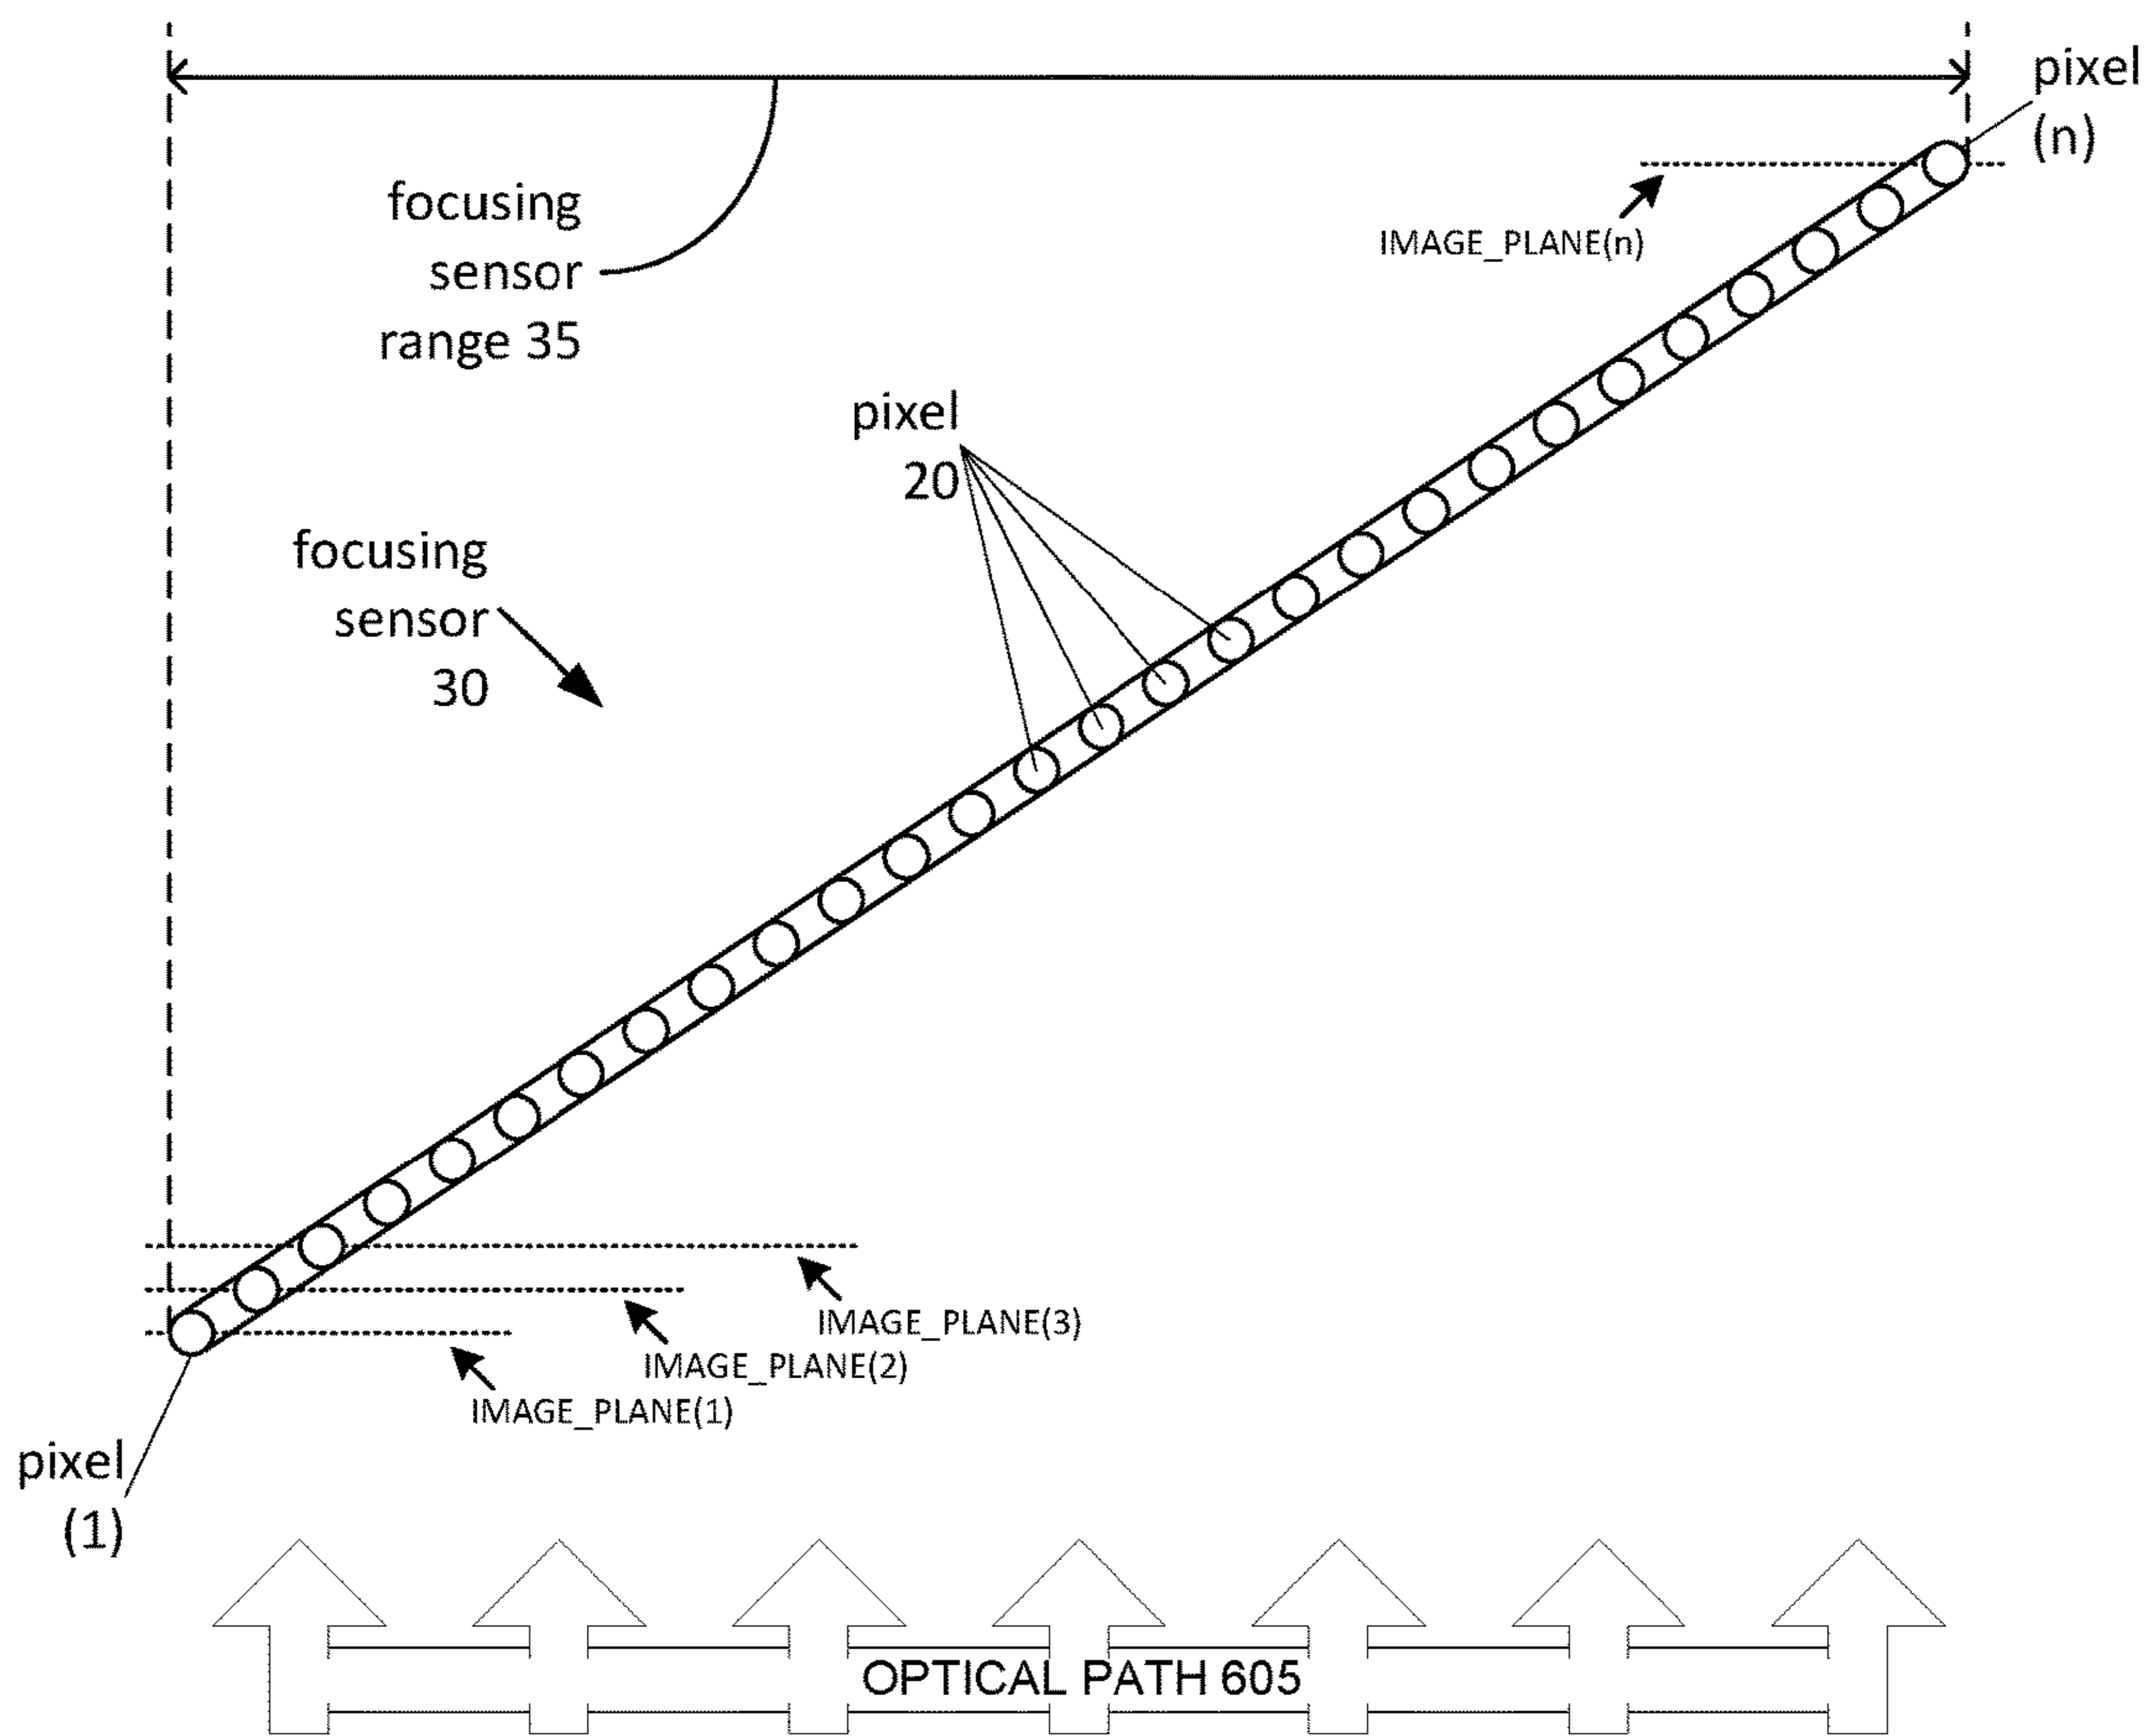 pixel
(n)
focusing
sensor
range 35
IMAGE_PLANE(n)
pixel
20
focusing
sensor
30
IMAGE_PLANE(3)
IMAGE_PLANE(2)
IMAGE_PLANE(1)
pixel
(1)
OPTICAL PATH 605